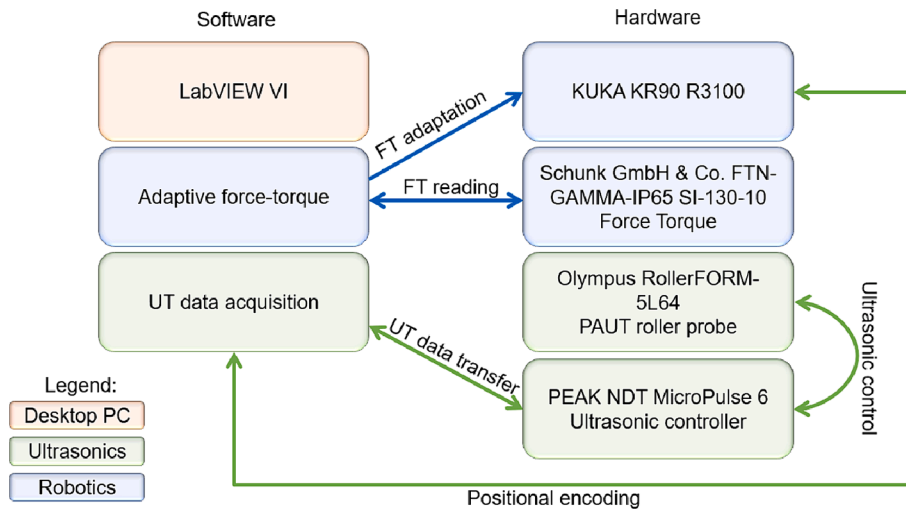 Software
Hardware
LabVIEW VI
KUKA KR90 R3100
FT adaptation
Adaptive force-torque
FT reading
Schunk GmbH & Co. FTN-
GAMMA-IP65 SI-130-10
Force Torque
UT data acquisition
Olympus RollerFORM-
5L64
PAUT roller probe
Ultrasonic control
UT data transfer
PEAK NDT MicroPulse 6
Ultrasonic controller
Legend:
Desktop PC
Ultrasonics
Robotics
Positional encoding